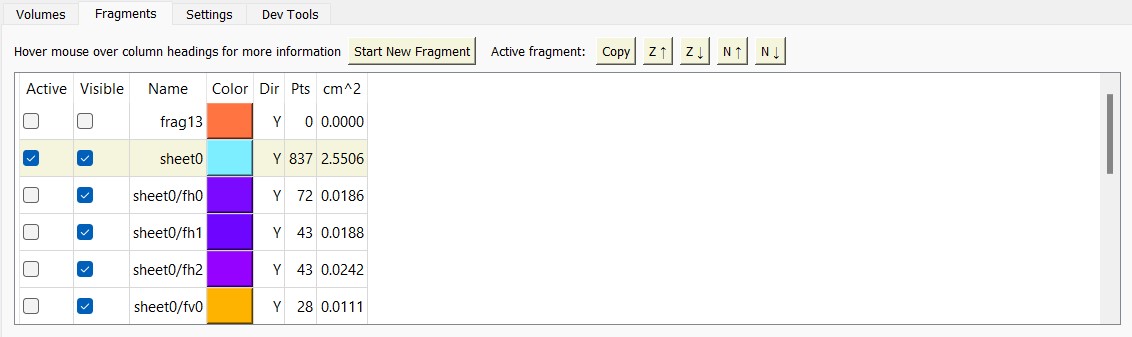 Volumes Fragments Settings Dev Tools
Hover mouse over column headings for more information Start New Fragment Active fragment: Copy Z↑ Z↓ N↑ N↓
Active Visible Name Color Dir Pts cm^2
frag13 Y 0 0.0000
sheet0 Y 837 2.5506
sheet0/fh0 Y 72 0.0186
sheet0/fh1 Y 43 0.0188
sheet0/fh2 Y 43 0.0242
sheet0/fv0 Y 28 0.0111